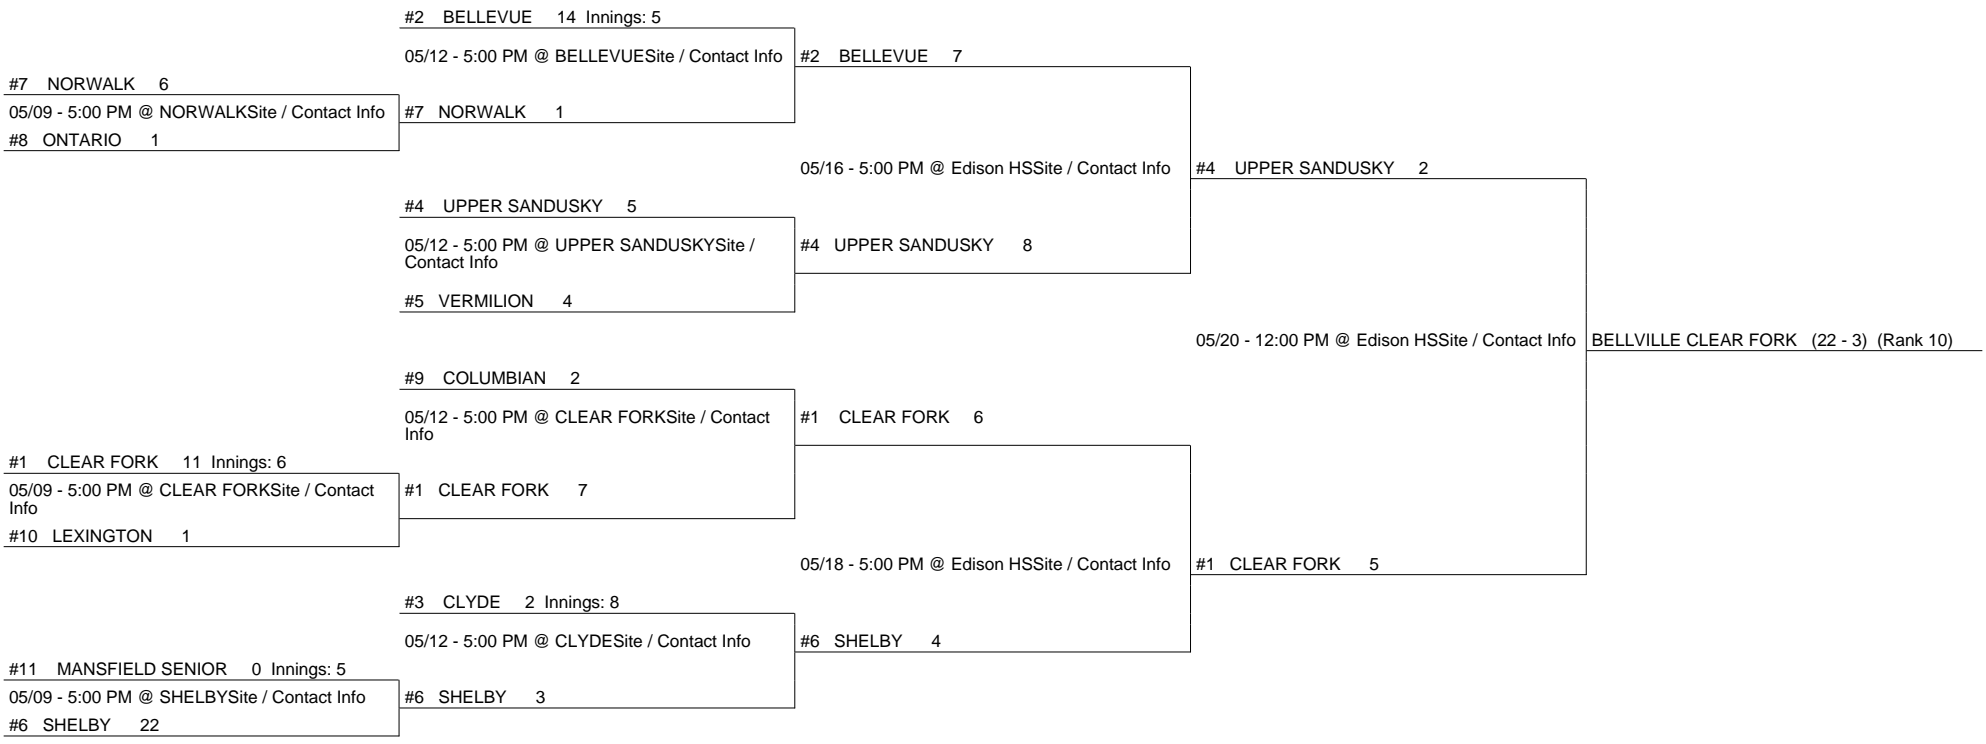 #2 BELLEVUE 14 Innings: 5
05/12 - 5:00 PM @ BELLEVUESite / Contact Info
#2 BELLEVUE 7
#7 NORWALK 6
05/09 - 5:00 PM @ NORWALKSite / Contact Info
#7 NORWALK 1
#8 ONTARIO 1
05/16 - 5:00 PM @ Edison HSSite / Contact Info
#4 UPPER SANDUSKY 2
#4 UPPER SANDUSKY 5
05/12 - 5:00 PM @ UPPER SANDUSKYSite /
Contact Info
#4 UPPER SANDUSKY 8
#5 VERMILION 4
05/20 - 12:00 PM @ Edison HSSite / Contact Info
BELLVILLE CLEAR FORK (22 - 3) (Rank 10)
#9 COLUMBIAN 2
05/12 - 5:00 PM @ CLEAR FORKSite / Contact
Info
#1 CLEAR FORK 6
#1 CLEAR FORK 11 Innings: 6
05/09 - 5:00 PM @ CLEAR FORKSite / Contact
Info
#1 CLEAR FORK 7
#10 LEXINGTON 1
05/18 - 5:00 PM @ Edison HSSite / Contact Info
#1 CLEAR FORK 5
#3 CLYDE 2 Innings: 8
05/12 - 5:00 PM @ CLYDESite / Contact Info
#6 SHELBY 4
#11 MANSFIELD SENIOR 0 Innings: 5
05/09 - 5:00 PM @ SHELBYSite / Contact Info
#6 SHELBY 3
#6 SHELBY 22